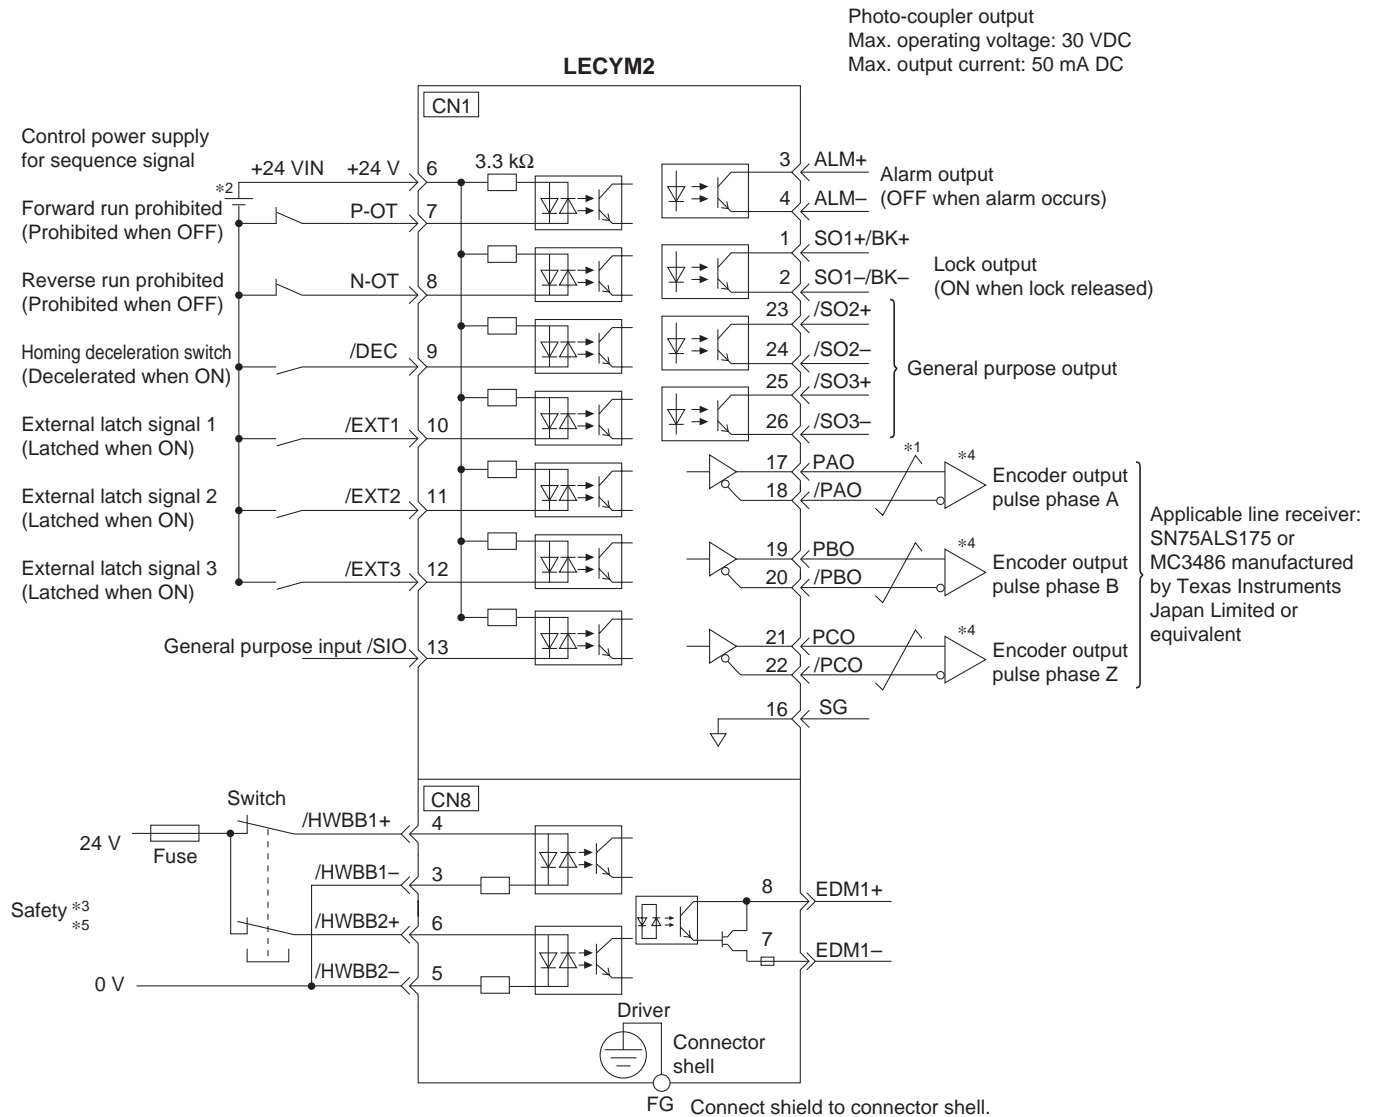 Photo-coupler output
Max. operating voltage: 30 VDC
Max. output current: 50 mA DC
LECYM2
CN1
Control power supply
for sequence signal
+24 VIN
+24 V
6
3.3 kΩ
*2
Forward run prohibited
(Prohibited when OFF)
P-OT
7
Reverse run prohibited
(Prohibited when OFF)
N-OT
8
Homing deceleration switch
(Decelerated when ON)
/DEC
9
External latch signal 1
(Latched when ON)
/EXT1
10
External latch signal 2
(Latched when ON)
/EXT2
11
External latch signal 3
(Latched when ON)
/EXT3
12
General purpose input /SIO
13
3
ALM+
4
ALM–
Alarm output
(OFF when alarm occurs)
1
SO1+/BK+
2
SO1–/BK–
Lock output
(ON when lock released)
23
/SO2+
24
/SO2–
25
/SO3+
26
/SO3–
General purpose output
17
PAO
18
/PAO
*1
*4
Encoder output
pulse phase A
19
PBO
20
/PBO
*4
Encoder output
pulse phase B
21
PCO
22
/PCO
*4
Encoder output
pulse phase Z
Applicable line receiver:
SN75ALS175 or
MC3486 manufactured
by Texas Instruments
Japan Limited or
equivalent
16
SG
CN8
Switch
24 V
Fuse
/HWBB1+
4
/HWBB1–
3
Safety *3
*5
/HWBB2+
6
/HWBB2–
5
0 V
8
EDM1+
7
EDM1–
Driver
Connector
shell
FG
Connect shield to connector shell.